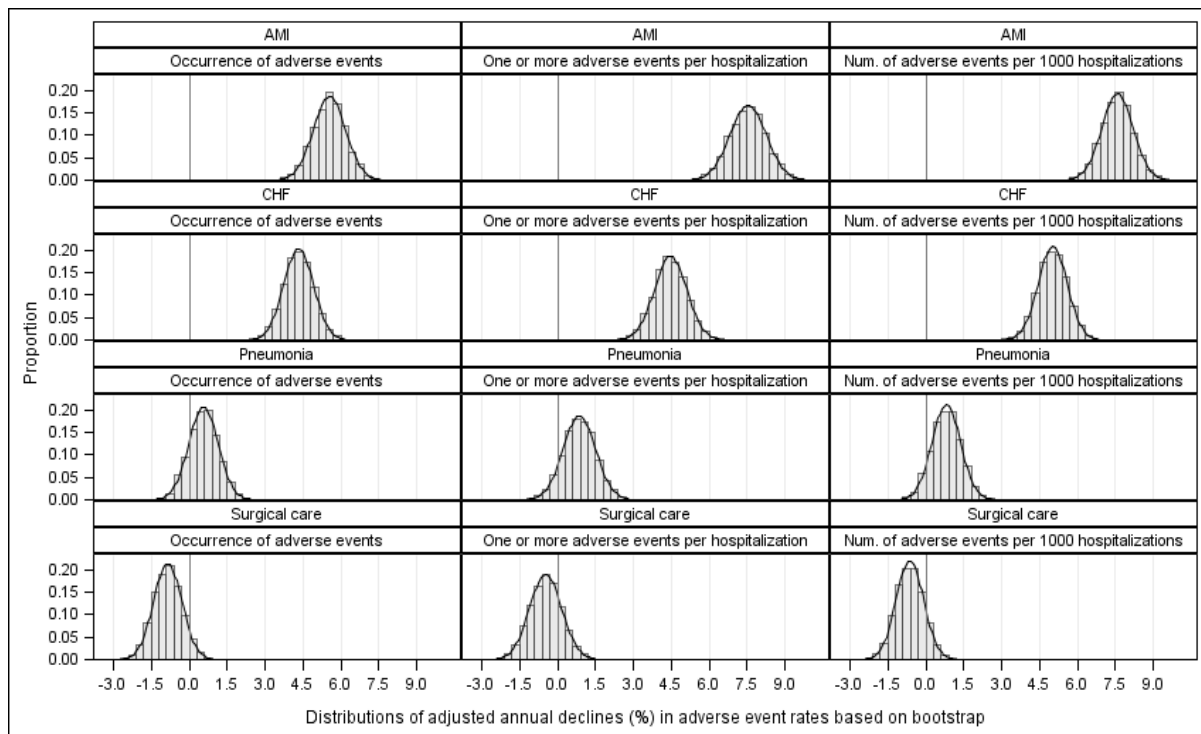 AMI AMI AMI
Occurrence of adverse events One or more adverse events per hospitalization Num. of adverse events per 1000 hospitalizations
0.20
0.15
0.10
0.05
0.00
CHF CHF CHF
Occurrence of adverse events One or more adverse events per hospitalization Num. of adverse events per 1000 hospitalizations
0.20
0.15
0.10
0.05
0.00
Proportion
Pneumonia Pneumonia Pneumonia
Occurrence of adverse events One or more adverse events per hospitalization Num. of adverse events per 1000 hospitalizations
0.20
0.15
0.10
0.05
0.00
Surgical care Surgical care Surgical care
Occurrence of adverse events One or more adverse events per hospitalization Num. of adverse events per 1000 hospitalizations
0.20
0.15
0.10
0.05
0.00
-3.0 -1.5 0.0 1.5 3.0 4.5 6.0 7.5 9.0 -3.0 -1.5 0.0 1.5 3.0 4.5 6.0 7.5 9.0 -3.0 -1.5 0.0 1.5 3.0 4.5 6.0 7.5 9.0
Distributions of adjusted annual declines (%) in adverse event rates based on bootstrap